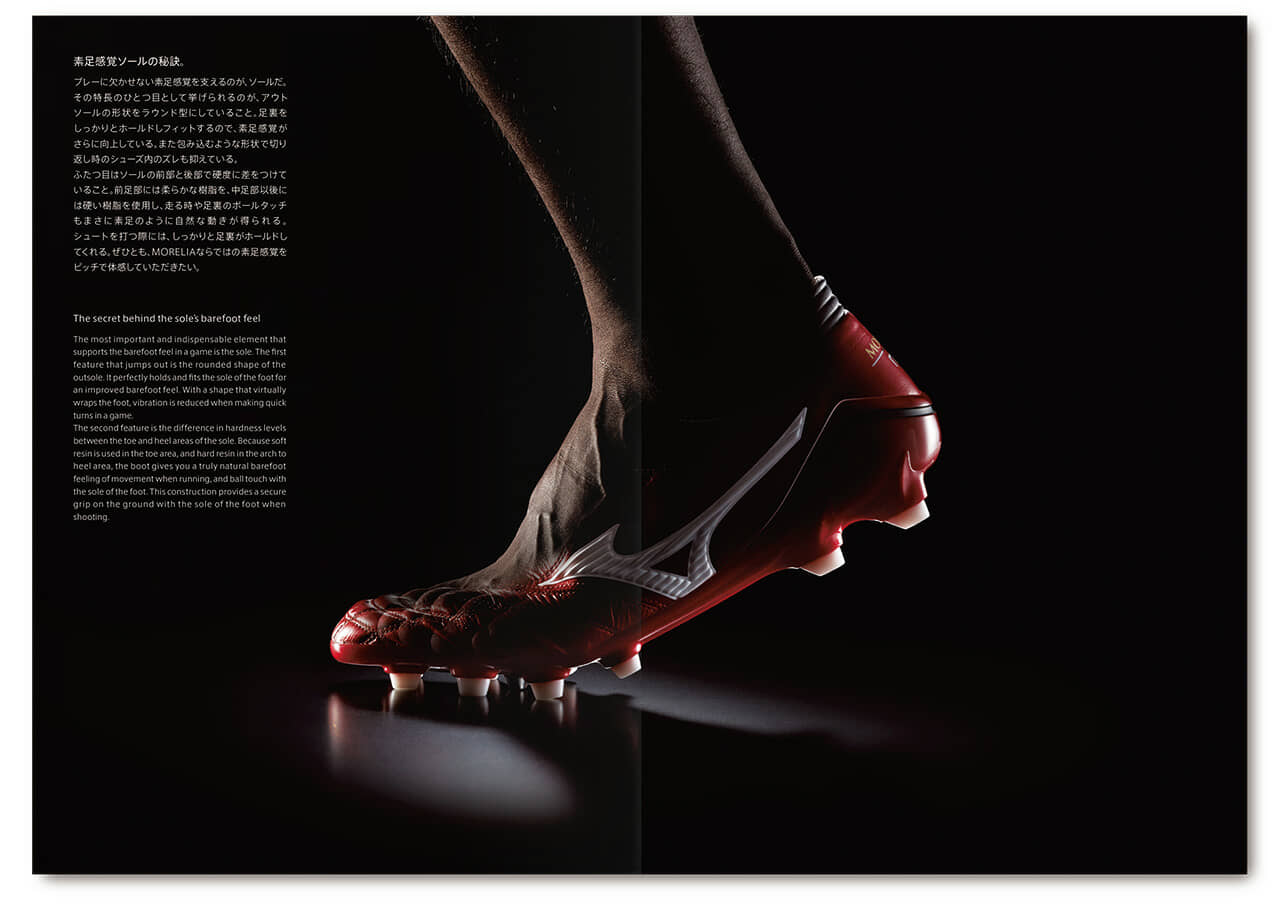 素足感覚ソールの秘訣。
プレーに欠かせない素足感覚を支えるのが、ソールだ。
その特長のひとつ目として挙げられるのが、アウト
ソールの形状をラウンド型にしていること。足裏を
しっかりとホールドしフィットするので、素足感覚が
さらに向上している。また包み込むような形状で切り
返し時のシューズ内のズレも抑えている。
ふたつ目はソールの前部と後部で硬度に差をつけて
いること。前足部には柔らかな樹脂を、中足部以後に
は硬い樹脂を使用し、走る時や足裏のボールタッチ
もまさに素足のように自然な動きが得られる。
シュートを打つ際には、しっかりと足裏がホールドし
てくれる。ぜひとも、MORELIAならではの素足感覚を
ピッチで体感していただきたい。
The secret behind the sole's barefoot feel
The most important and indispensable element that
supports the barefoot feel in a game is the sole. The first
feature that jumps out is the rounded shape of the
outsole. It perfectly holds and fits the sole of the foot for
an improved barefoot feel. With a shape that virtually
wraps the foot, vibration is reduced when making quick
turns in a game.
The second feature is the difference in hardness levels
between the toe and heel areas of the sole. Because soft
resin is used in the toe area, and hard resin in the arch to
heel area, the boot gives you a truly natural barefoot
feeling of movement when running, and ball touch with
the sole of the foot. This construction provides a secure
grip on the ground with the sole of the foot when
shooting.